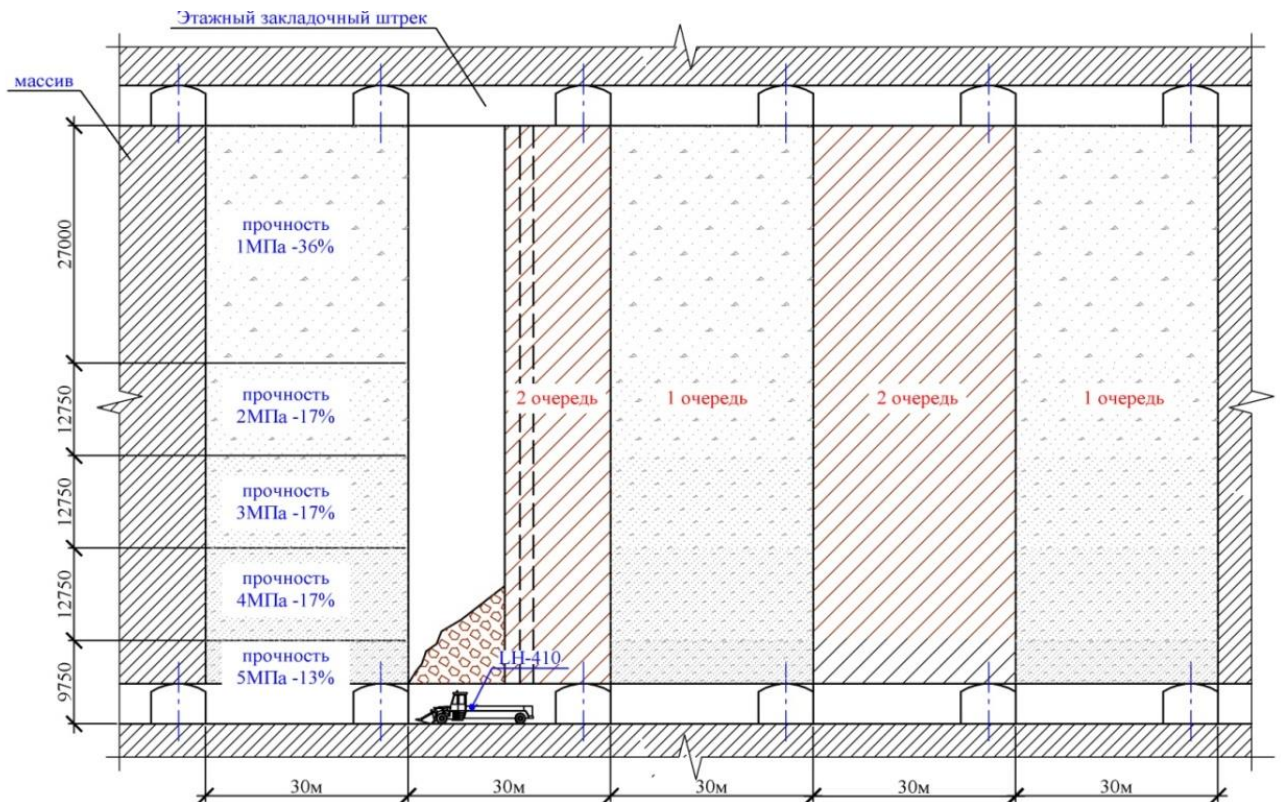 Этажный закладочный штрек
массив
27000
прочность
1МПа -36%
12750
прочность
2МПа -17%
2 очередь
1 очередь
2 очередь
1 очередь
12750
прочность
3МПа -17%
12750
прочность
4МПа -17%
9750
прочность
5МПа -13%
LH-410
30м
30м
30м
30м
30м